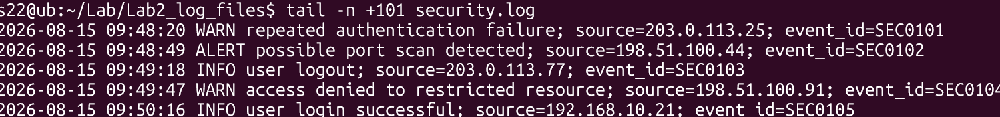 s22@ub:~/Lab/Lab2_log_files$ tail -n +101 security.log
2026-08-15 09:48:20 WARN repeated authentication failure; source=203.0.113.25; event_id=SEC0101
2026-08-15 09:48:49 ALERT possible port scan detected; source=198.51.100.44; event_id=SEC0102
2026-08-15 09:49:18 INFO user logout; source=203.0.113.77; event_id=SEC0103
2026-08-15 09:49:47 WARN access denied to restricted resource; source=198.51.100.91; event_id=SEC0104
2026-08-15 09:50:16 INFO user login successful; source=192.168.10.21; event_id=SEC0105